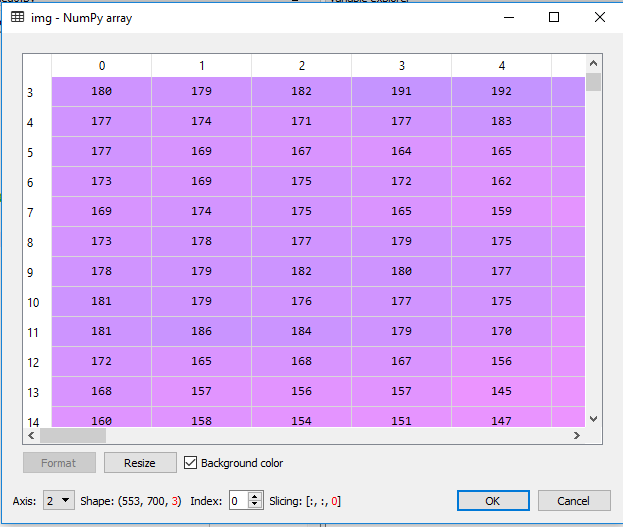 img - NumPy array
0 1 2 3 4
3 180 179 182 191 192
4 177 174 171 177 183
5 177 169 167 164 165
6 173 169 175 172 162
7 169 174 175 165 159
8 173 178 177 179 175
9 178 179 182 180 177
10 181 179 176 177 175
11 181 186 184 179 170
12 172 165 168 167 156
13 168 157 156 157 145
14 160 158 154 151 147
Format Resize Background color
Axis: 2 Shape: (553, 700, 3) Index: 0 Slicing: [:, :, 0] OK Cancel